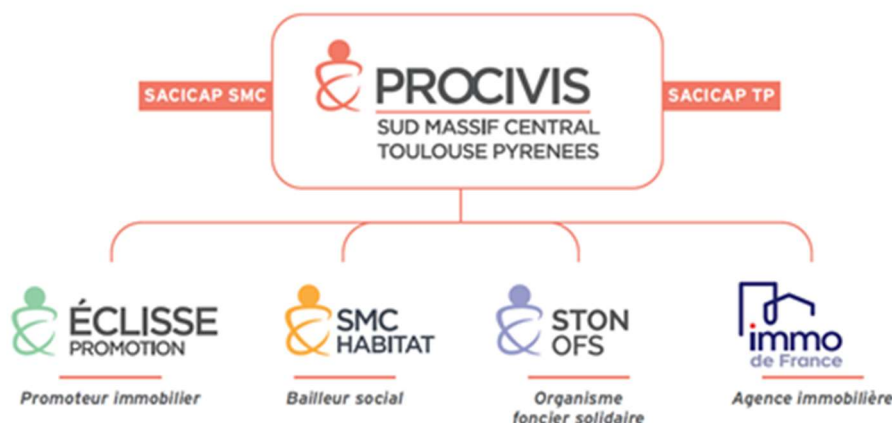 SACICAP SMC
PROCIVIS
SUD MASSIF CENTRAL
TOULOUSE PYRENEES
SACICAP TP
ÉCLISSE
PROMOTION
Promoteur immobilier
SMC
HABITAT
Bailleur social
STON
OFS
Organisme
foncier solidaire
immo
de France
Agence immobilière